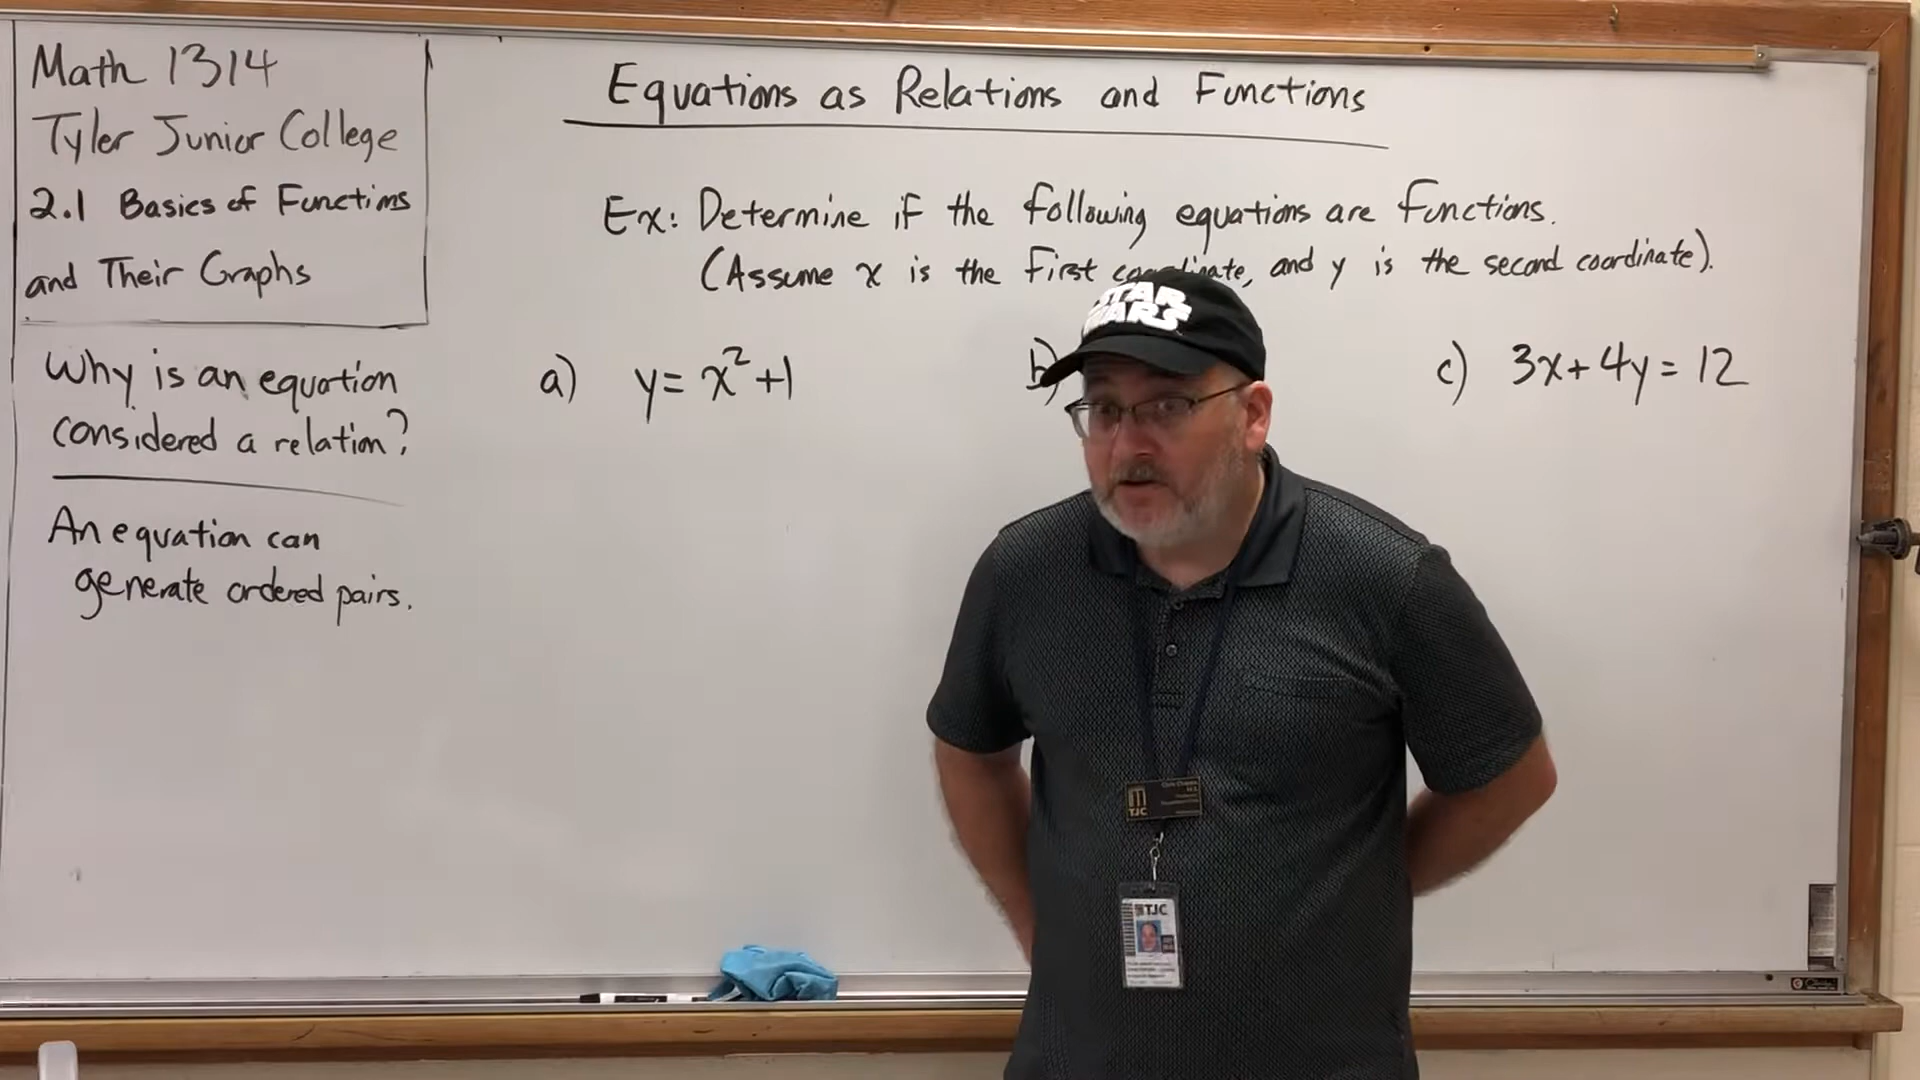 Math 1314
Tyler Junior College
2.1 Basics of Functions
and Their Graphs
Why is an equation
considered a relation?
An equation can
generate ordered pairs.
Equations as Relations and Functions
Ex: Determine if the following equations are functions.
(Assume x is the first coordinate, and y is the second coordinate).
a) y = x²+1
b)
c) 3x+4y = 12
STAR
WARS
TJC
TJC